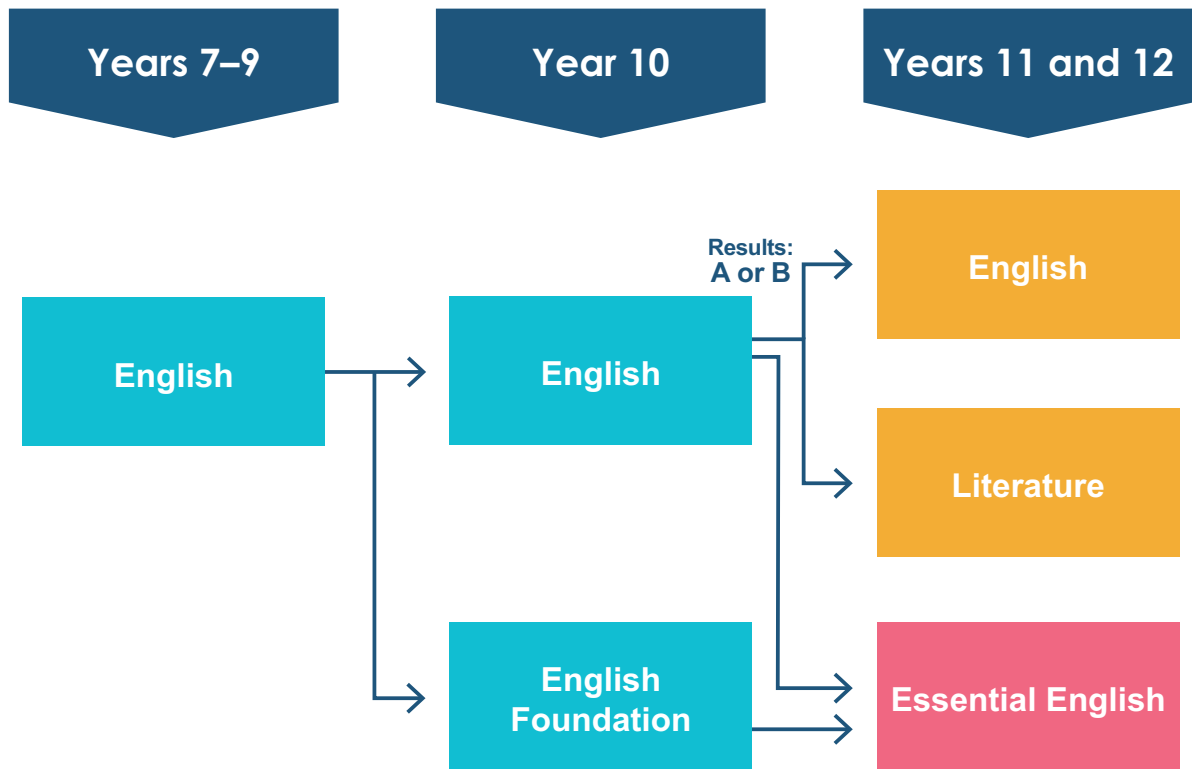 Years 7–9
Year 10
Years 11 and 12
Results:
A or B
English
English
English
Literature
English
Foundation
Essential English